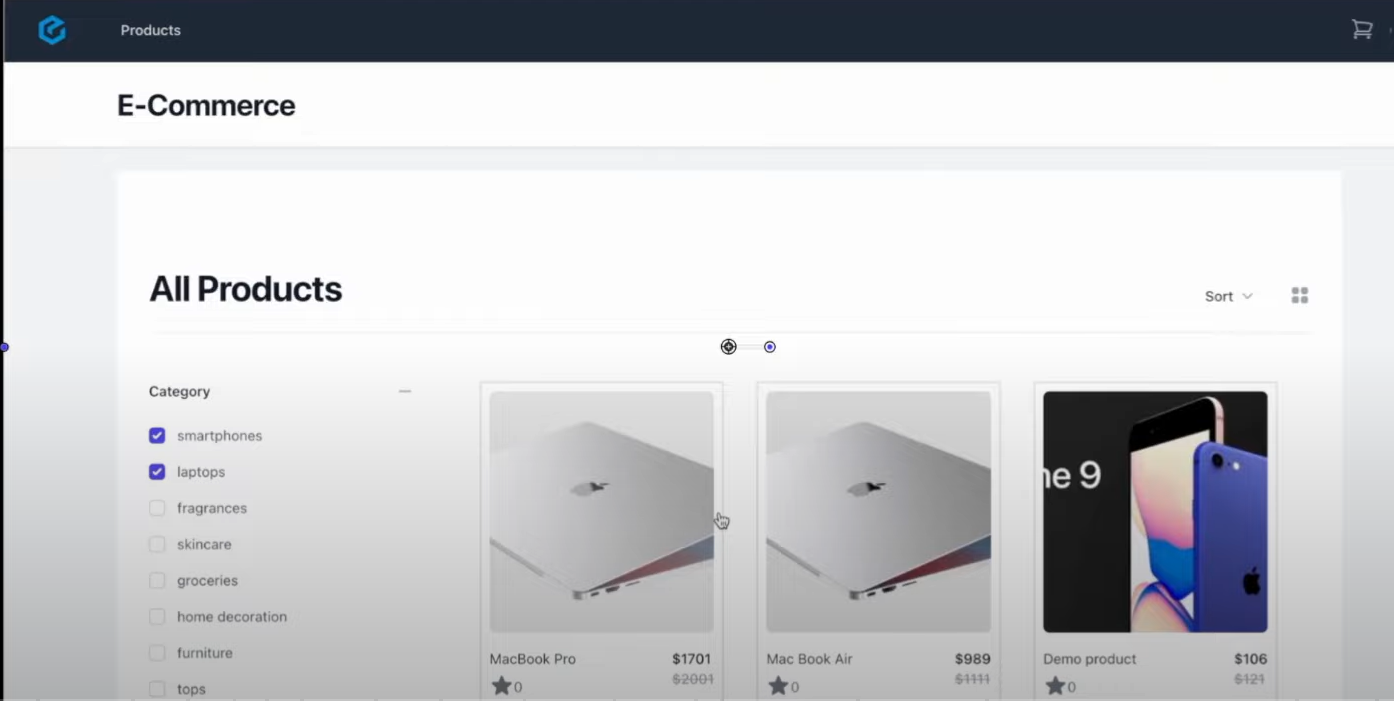 Products
E-Commerce
All Products
Sort
Category
smartphones
laptops
fragrances
skincare
groceries
home decoration
furniture
tops
ne 9
MacBook Pro $1701
$2001
0
Mac Book Air $989
$1111
0
Demo product $106
$121
0